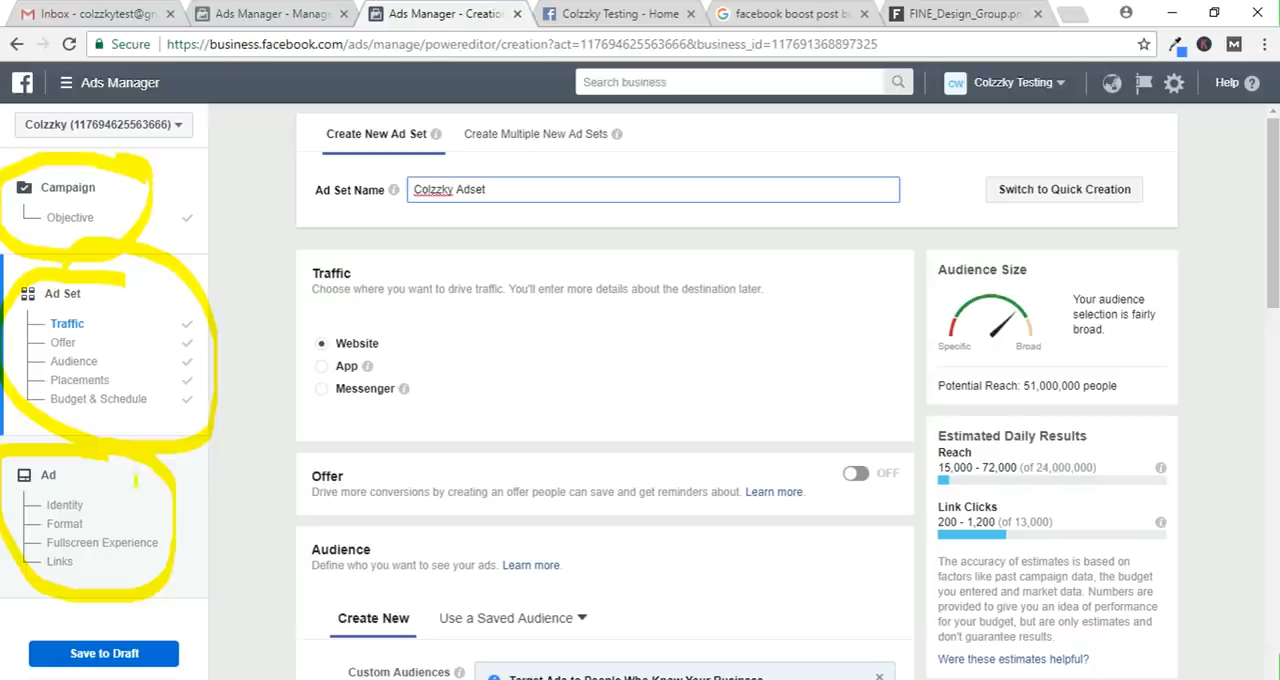 Inbox - colzzkytest@gm
Ads Manager - Manage
Ads Manager - Creation
Colzzky Testing - Home
facebook boost post b
FINE_Design_Group.pn
Secure
https://business.facebook.com/ads/manage/powereditor/creation?act=117694625563666&business_id=117691368897325
Ads Manager
Search business
CW
Colzzky Testing
Help
Colzzky (117694625563666)
Campaign
Objective
Ad Set
Traffic
Offer
Audience
Placements
Budget & Schedule
Ad
Identity
Format
Fullscreen Experience
Links
Save to Draft
Create New Ad Set
Create Multiple New Ad Sets
Ad Set Name
Colzzky Adset
Switch to Quick Creation
Traffic
Choose where you want to drive traffic. You'll enter more details about the destination later.
Website
App
Messenger
Offer
OFF
Drive more conversions by creating an offer people can save and get reminders about. Learn more.
Audience
Define who you want to see your ads. Learn more.
Create New
Use a Saved Audience
Custom Audiences
Target Ads to People Who Know Your Business
Audience Size
Your audience
selection is fairly
broad.
Specific
Broad
Potential Reach: 51,000,000 people
Estimated Daily Results
Reach
15,000 - 72,000 (of 24,000,000)
Link Clicks
200 - 1,200 (of 13,000)
The accuracy of estimates is based on
factors like past campaign data, the budget
you entered and market data. Numbers are
provided to give you an idea of performance
for your budget, but are only estimates and
don't guarantee results.
Were these estimates helpful?